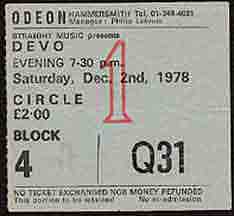 ODEON HAMMERSMITH Tel. 01-748-4081
Manager: Philip Leivers
STRAIGHT MUSIC presents
DEVO
EVENING 7-30 p.m.
Saturday, Dec. 2nd, 1978
CIRCLE
£2·00
1
BLOCK
4 Q31
NO TICKET EXCHANGED NOR MONEY REFUNDED
This portion to be retained No re-admission